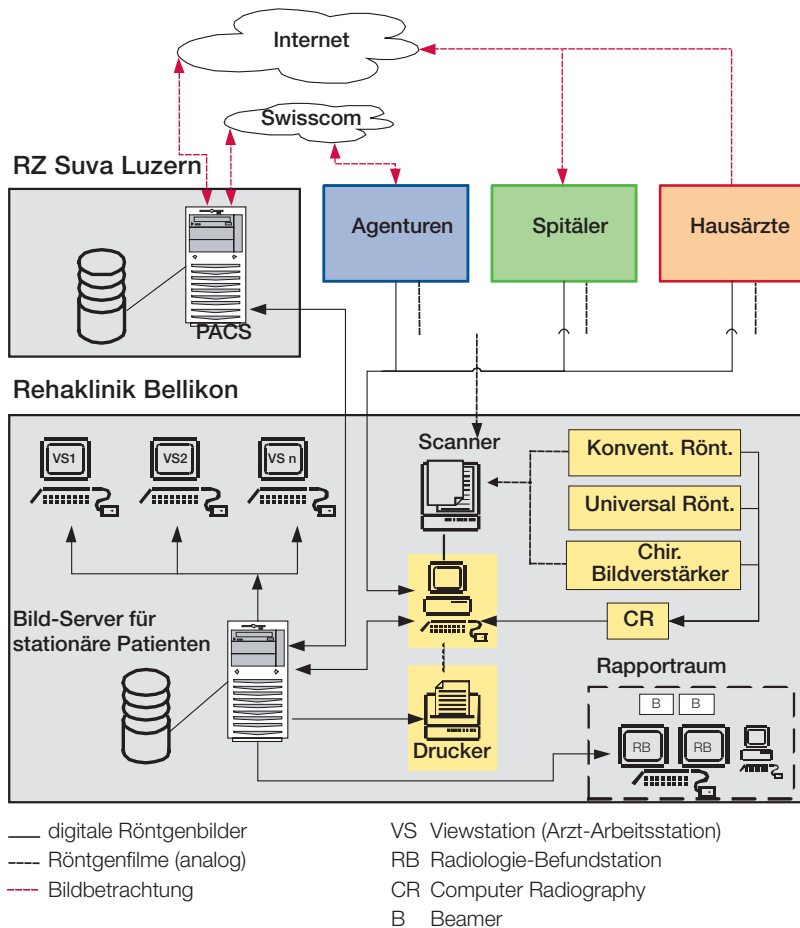 Internet
Swisscom
RZ Suva Luzern
Agenturen
Spitäler
Hausärzte
PACS
Rehaklinik Bellikon
VS1
VS2
VS n
Scanner
Konvent. Rönt.
Universal Rönt.
Chir.
Bildverstärker
CR
Bild-Server für
stationäre Patienten
Rapportraum
B
B
RB
RB
Drucker
digitale Röntgenbilder
Röntgenfilme (analog)
Bildbetrachtung
VS Viewstation (Arzt-Arbeitsstation)
RB Radiologie-Befundstation
CR Computer Radiography
B Beamer